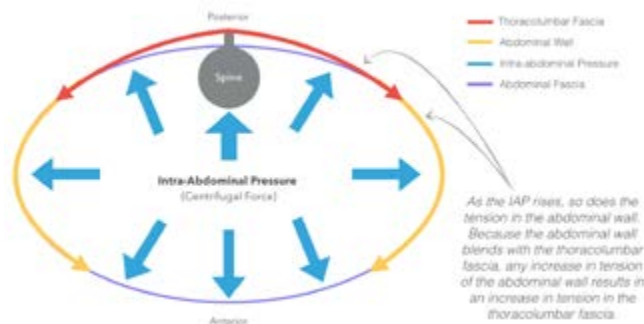 Posterior
Thoracolumbar Fascia
Abdominal Wall
Intra-abdominal Pressure
Abdominal Fascia
Spine
Intra-Abdominal Pressure
(Centrifugal Force)
As the IAP rises, so does the
tension in the abdominal wall.
Because the abdominal wall
blends with the thoracolumbar
fascia, any increase in tension
of the abdominal wall results in
an increase in tension in the
thoracolumbar fascia.
Anterior